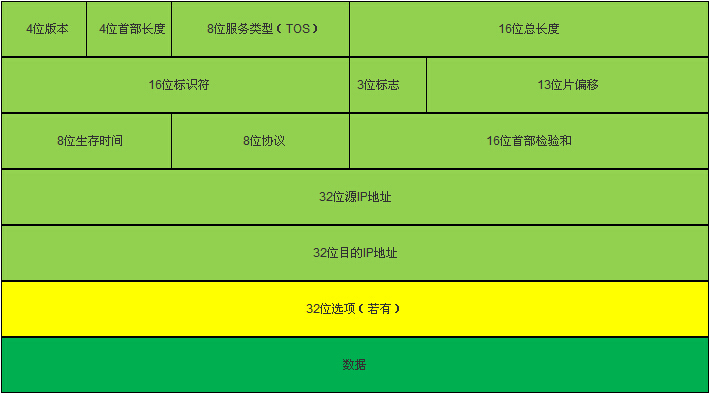 4位版本
4位首部长度
8位服务类型（TOS）
16位总长度
16位标识符
3位标志
13位片偏移
8位生存时间
8位协议
16位首部检验和
32位源IP地址
32位目的IP地址
32位选项（若有）
数据